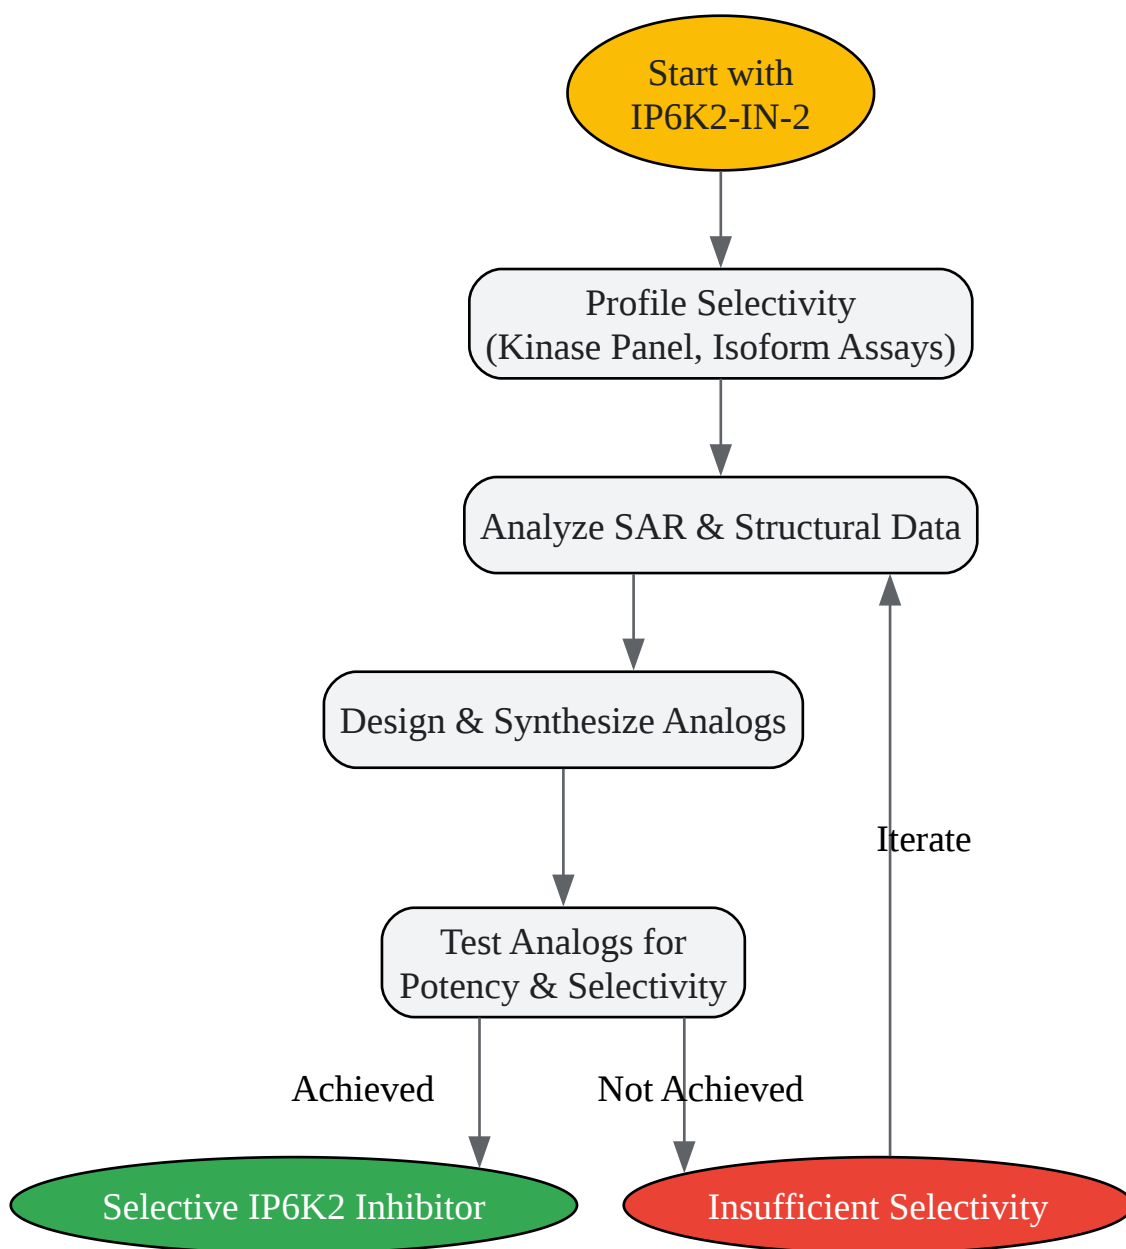 Start with
IP6K2-IN-2
Profile Selectivity
(Kinase Panel, Isoform Assays)
Analyze SAR & Structural Data
Design & Synthesize Analogs
Iterate
Test Analogs for
Potency & Selectivity
Achieved
Not Achieved
Selective IP6K2 Inhibitor
Insufficient Selectivity